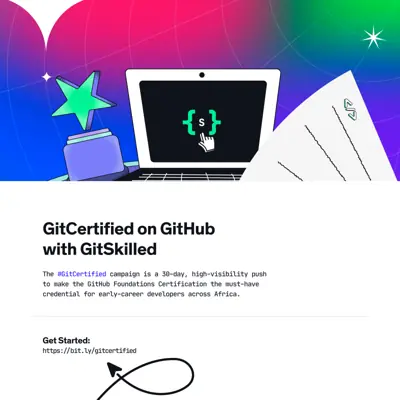 {s}
GitCertified on GitHub
with GitSkilled
The #GitCertified campaign is a 30-day, high-visibility push
to make the GitHub Foundations Certification the must-have
credential for early-career developers across Africa.
Get Started:
https://bit.ly/gitcertified